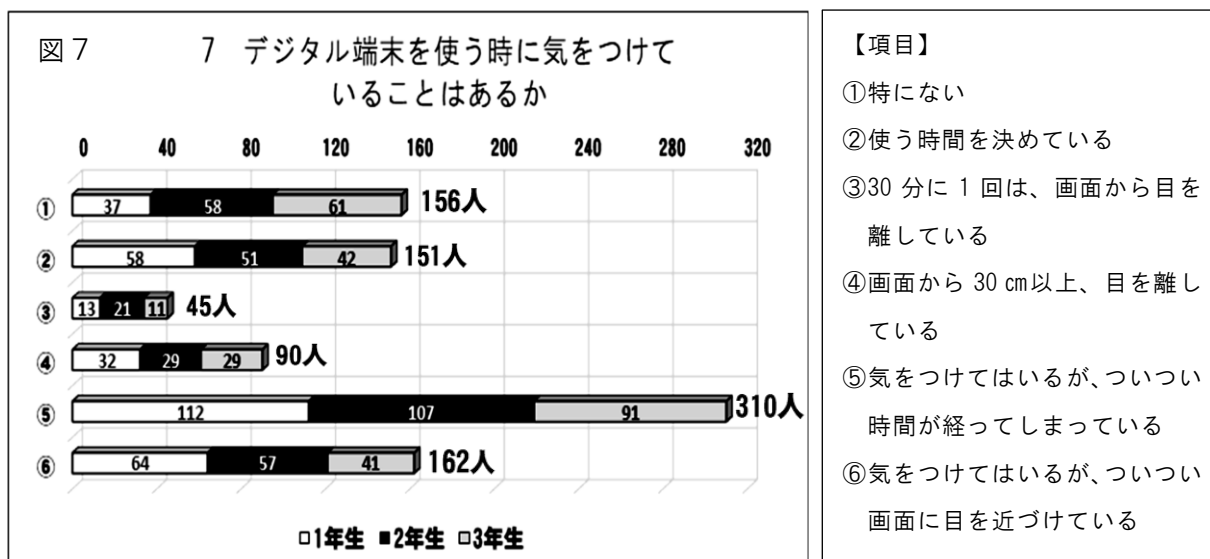 図7 7 デジタル端末を使う時に気をつけて
いることはあるか
0 40 80 120 160 200 240 280 320
① 37 58 61 156人
② 58 51 42 151人
③ 13 21 11 45人
④ 32 29 29 90人
⑤ 112 107 91 310人
⑥ 64 57 41 162人
□1年生 ■2年生 □3年生
【項目】
①特にない
②使う時間を決めている
③30分に1回は、画面から目を
離している
④画面から30㎝以上、目を離し
ている
⑤気をつけてはいるが、ついつい
時間が経ってしまっている
⑥気をつけてはいるが、ついつい
画面に目を近づけている